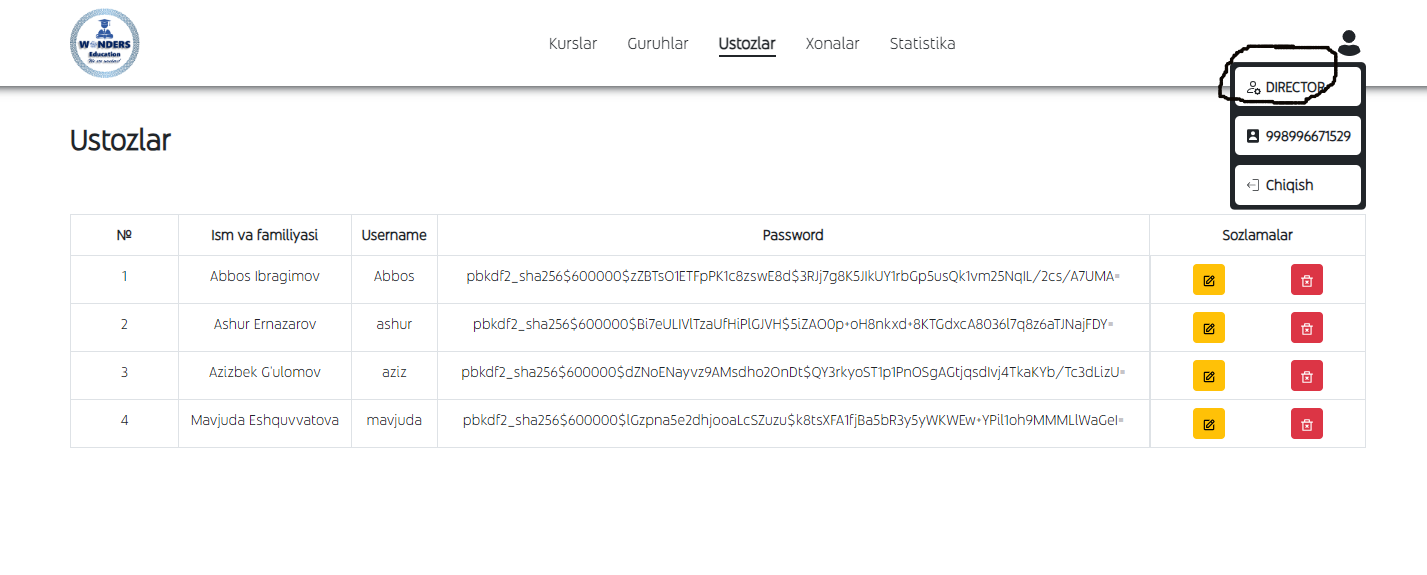 WONDERS
Education
Kurslar Guruhlar Ustozlar Xonalar Statistika
DIRECTOR
998996671529
Chiqish
Ustozlar
№ Ism va familiyasi Username Password Sozlamalar
1 Abbos Ibragimov Abbos pbkdf2_sha256$600000$zZBTsO1ETFpPK1c8zswE8d$3RJj7g8K5JIkUY1rbGp5usQk1vm25NqIL/2cs/A7UMA=
2 Ashur Ernazarov ashur pbkdf2_sha256$600000$Bi7eULIVlTzaUfHiPlGJVH$5iZAO0p+oH8nkxd+8KTGdxcA8036l7q8z6aTJNajFDY=
3 Azizbek G'ulomov aziz pbkdf2_sha256$600000$dZNoENayvz9AMsdho2OnDt$QY3rkyoST1p1PnOSgAGtjqsdIvj4TkaKYb/Tc3dLizU=
4 Mavjuda Eshquvvatova mavjuda pbkdf2_sha256$600000$lGzpna5e2dhjooaLcSZuzu$k8tsXFA1fjBa5bR3y5yWKWEw+YPil1oh9MMMLlWaGeI=